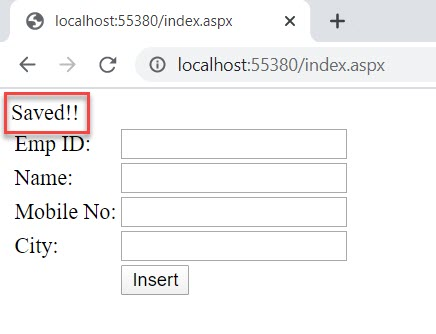 localhost:55380/index.aspx
localhost:55380/index.aspx
Saved!!
Emp ID:
Name:
Mobile No:
City:
Insert